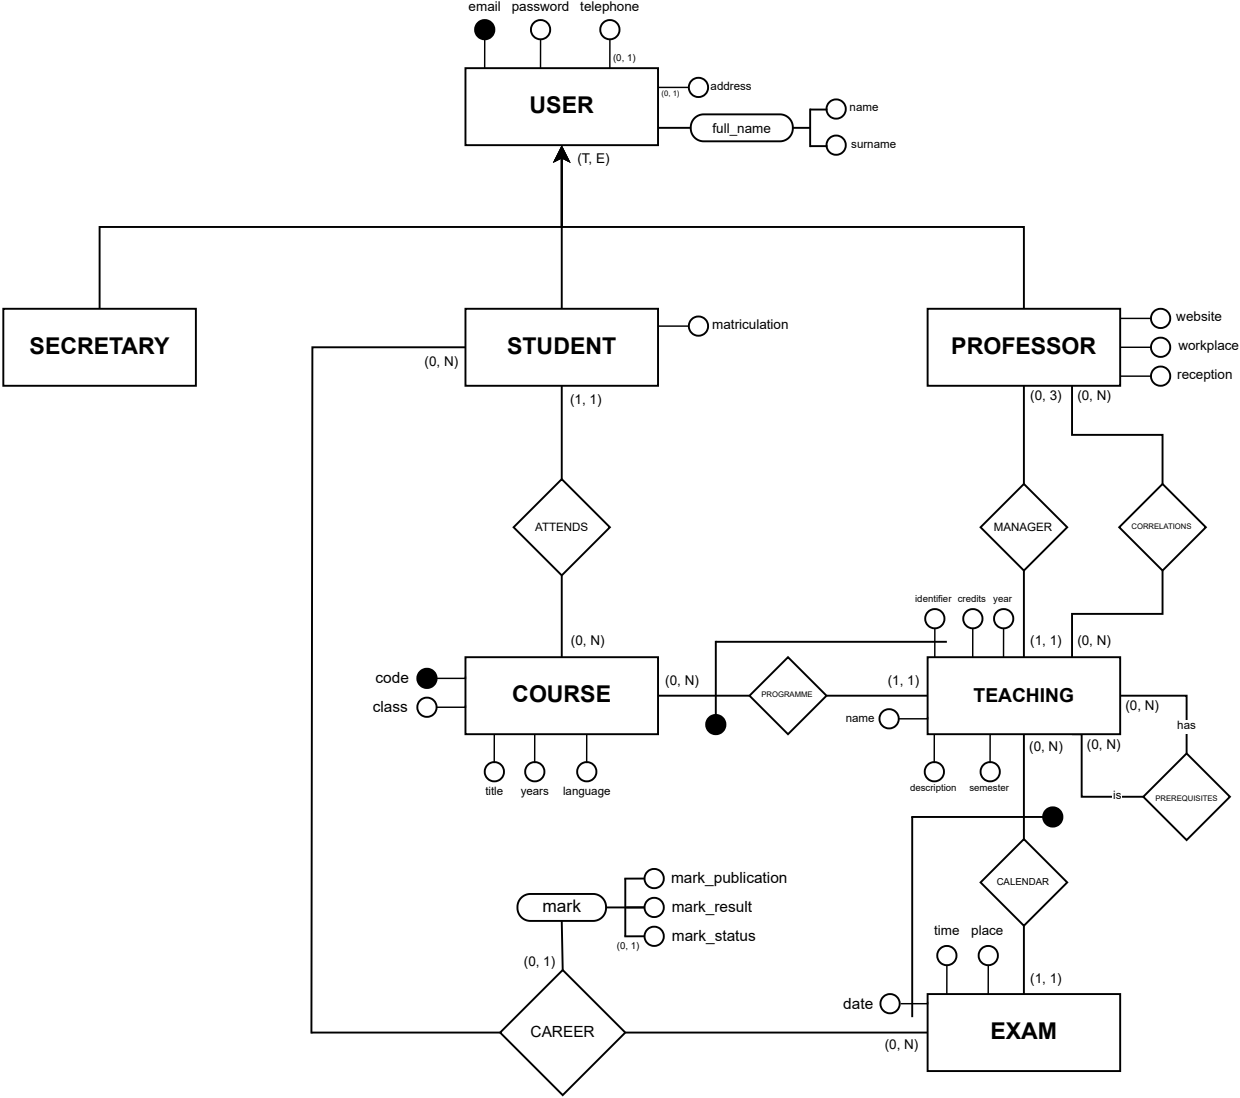 email password telephone
(0, 1)
USER
(0, 1)
address
full_name
name
surname
(T, E)
SECRETARY
STUDENT
matriculation
PROFESSOR
website
workplace
reception
(0, N)
(1, 1)
(0, 3) (0, N)
ATTENDS
MANAGER
CORRELATIONS
identifier credits year
(0, N)
(1, 1) (0, N)
code
class
COURSE
(0, N)
PROGRAMME
(1, 1)
name
TEACHING
(0, N)
has
(0, N) (0, N)
title years language
description semester
is
PREREQUISITES
mark
mark_publication
mark_result
mark_status
(0, 1)
CALENDAR
(0, 1)
time place
(1, 1)
date
CAREER
(0, N)
EXAM